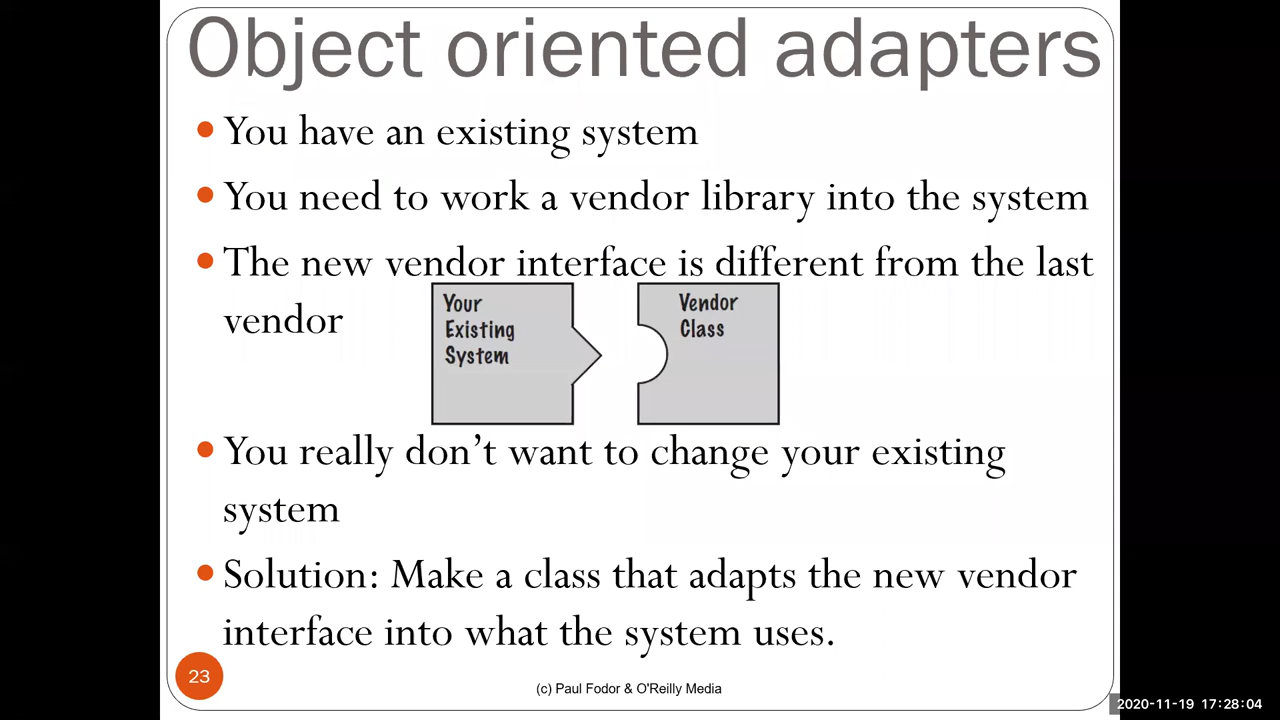 Object oriented adapters
• You have an existing system
• You need to work a vendor library into the system
• The new vendor interface is different from the last
vendor
Your
Existing
System
Vendor
Class
• You really don’t want to change your existing
system
• Solution: Make a class that adapts the new vendor
interface into what the system uses.
23
(c) Paul Fodor & O'Reilly Media
2020-11-19 17:28:04